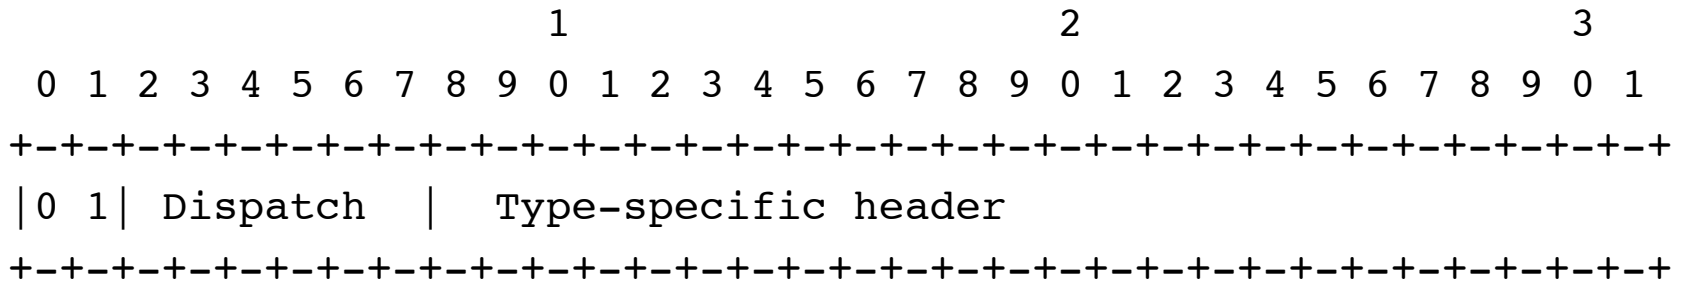 1                   2                   3
 0 1 2 3 4 5 6 7 8 9 0 1 2 3 4 5 6 7 8 9 0 1 2 3 4 5 6 7 8 9 0 1
+-+-+-+-+-+-+-+-+-+-+-+-+-+-+-+-+-+-+-+-+-+-+-+-+-+-+-+-+-+-+-+-+
|0 1| Dispatch  |  Type-specific header
+-+-+-+-+-+-+-+-+-+-+-+-+-+-+-+-+-+-+-+-+-+-+-+-+-+-+-+-+-+-+-+-+